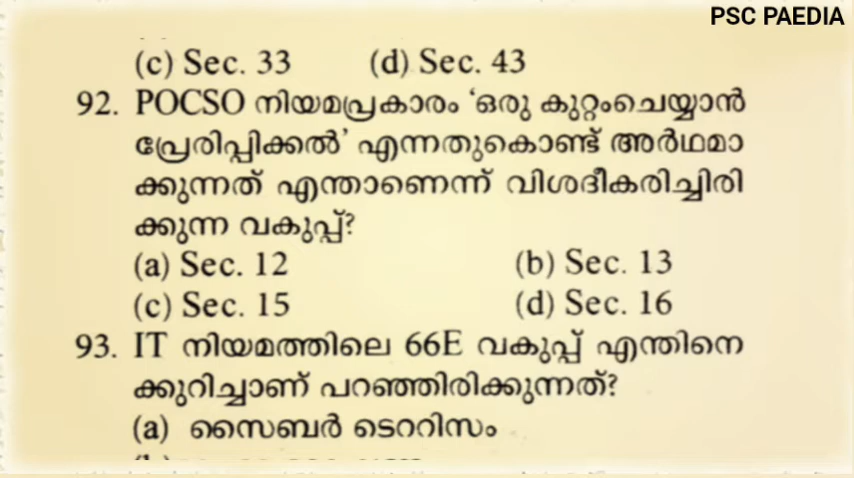 PSC PAEDIA
(c) Sec. 33 (d) Sec. 43
92. POCSO നിയമപ്രകാരം ‘ഒരു കുറ്റംചെയ്യാൻ
പ്രേരിപ്പിക്കൽ’ എന്നതുകൊണ്ട് അർഥമാ
ക്കുന്നത് എന്താണെന്ന് വിശദീകരിച്ചിരി
ക്കുന്ന വകുപ്പ്?
(a) Sec. 12 (b) Sec. 13
(c) Sec. 15 (d) Sec. 16
93. IT നിയമത്തിലെ 66E വകുപ്പ് എന്തിനെ
ക്കുറിച്ചാണ് പറഞ്ഞിരിക്കുന്നത്?
(a) സൈബർ ടെററിസം